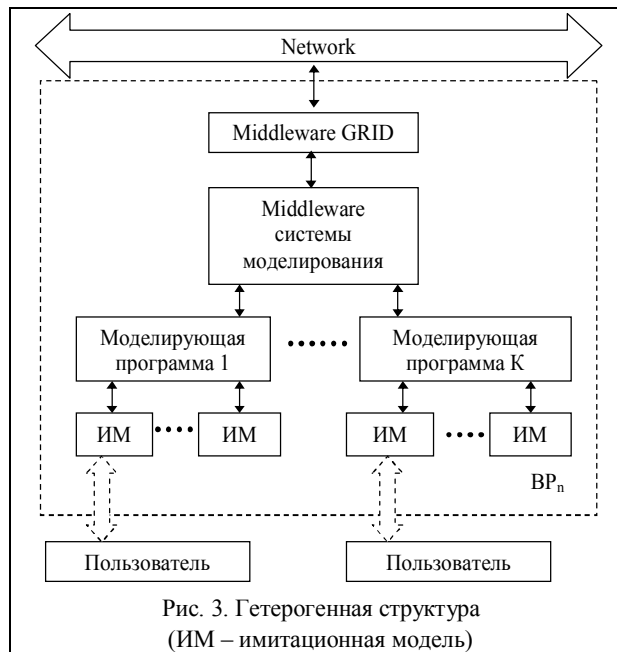 Network
Middleware GRID
Middleware
системы
моделирования
Моделирующая
программа 1
Моделирующая
программа К
ИМ
ИМ
ИМ
ИМ
BPn
Пользователь
Пользователь
Рис. 3. Гетерогенная структура
(ИМ – имитационная модель)